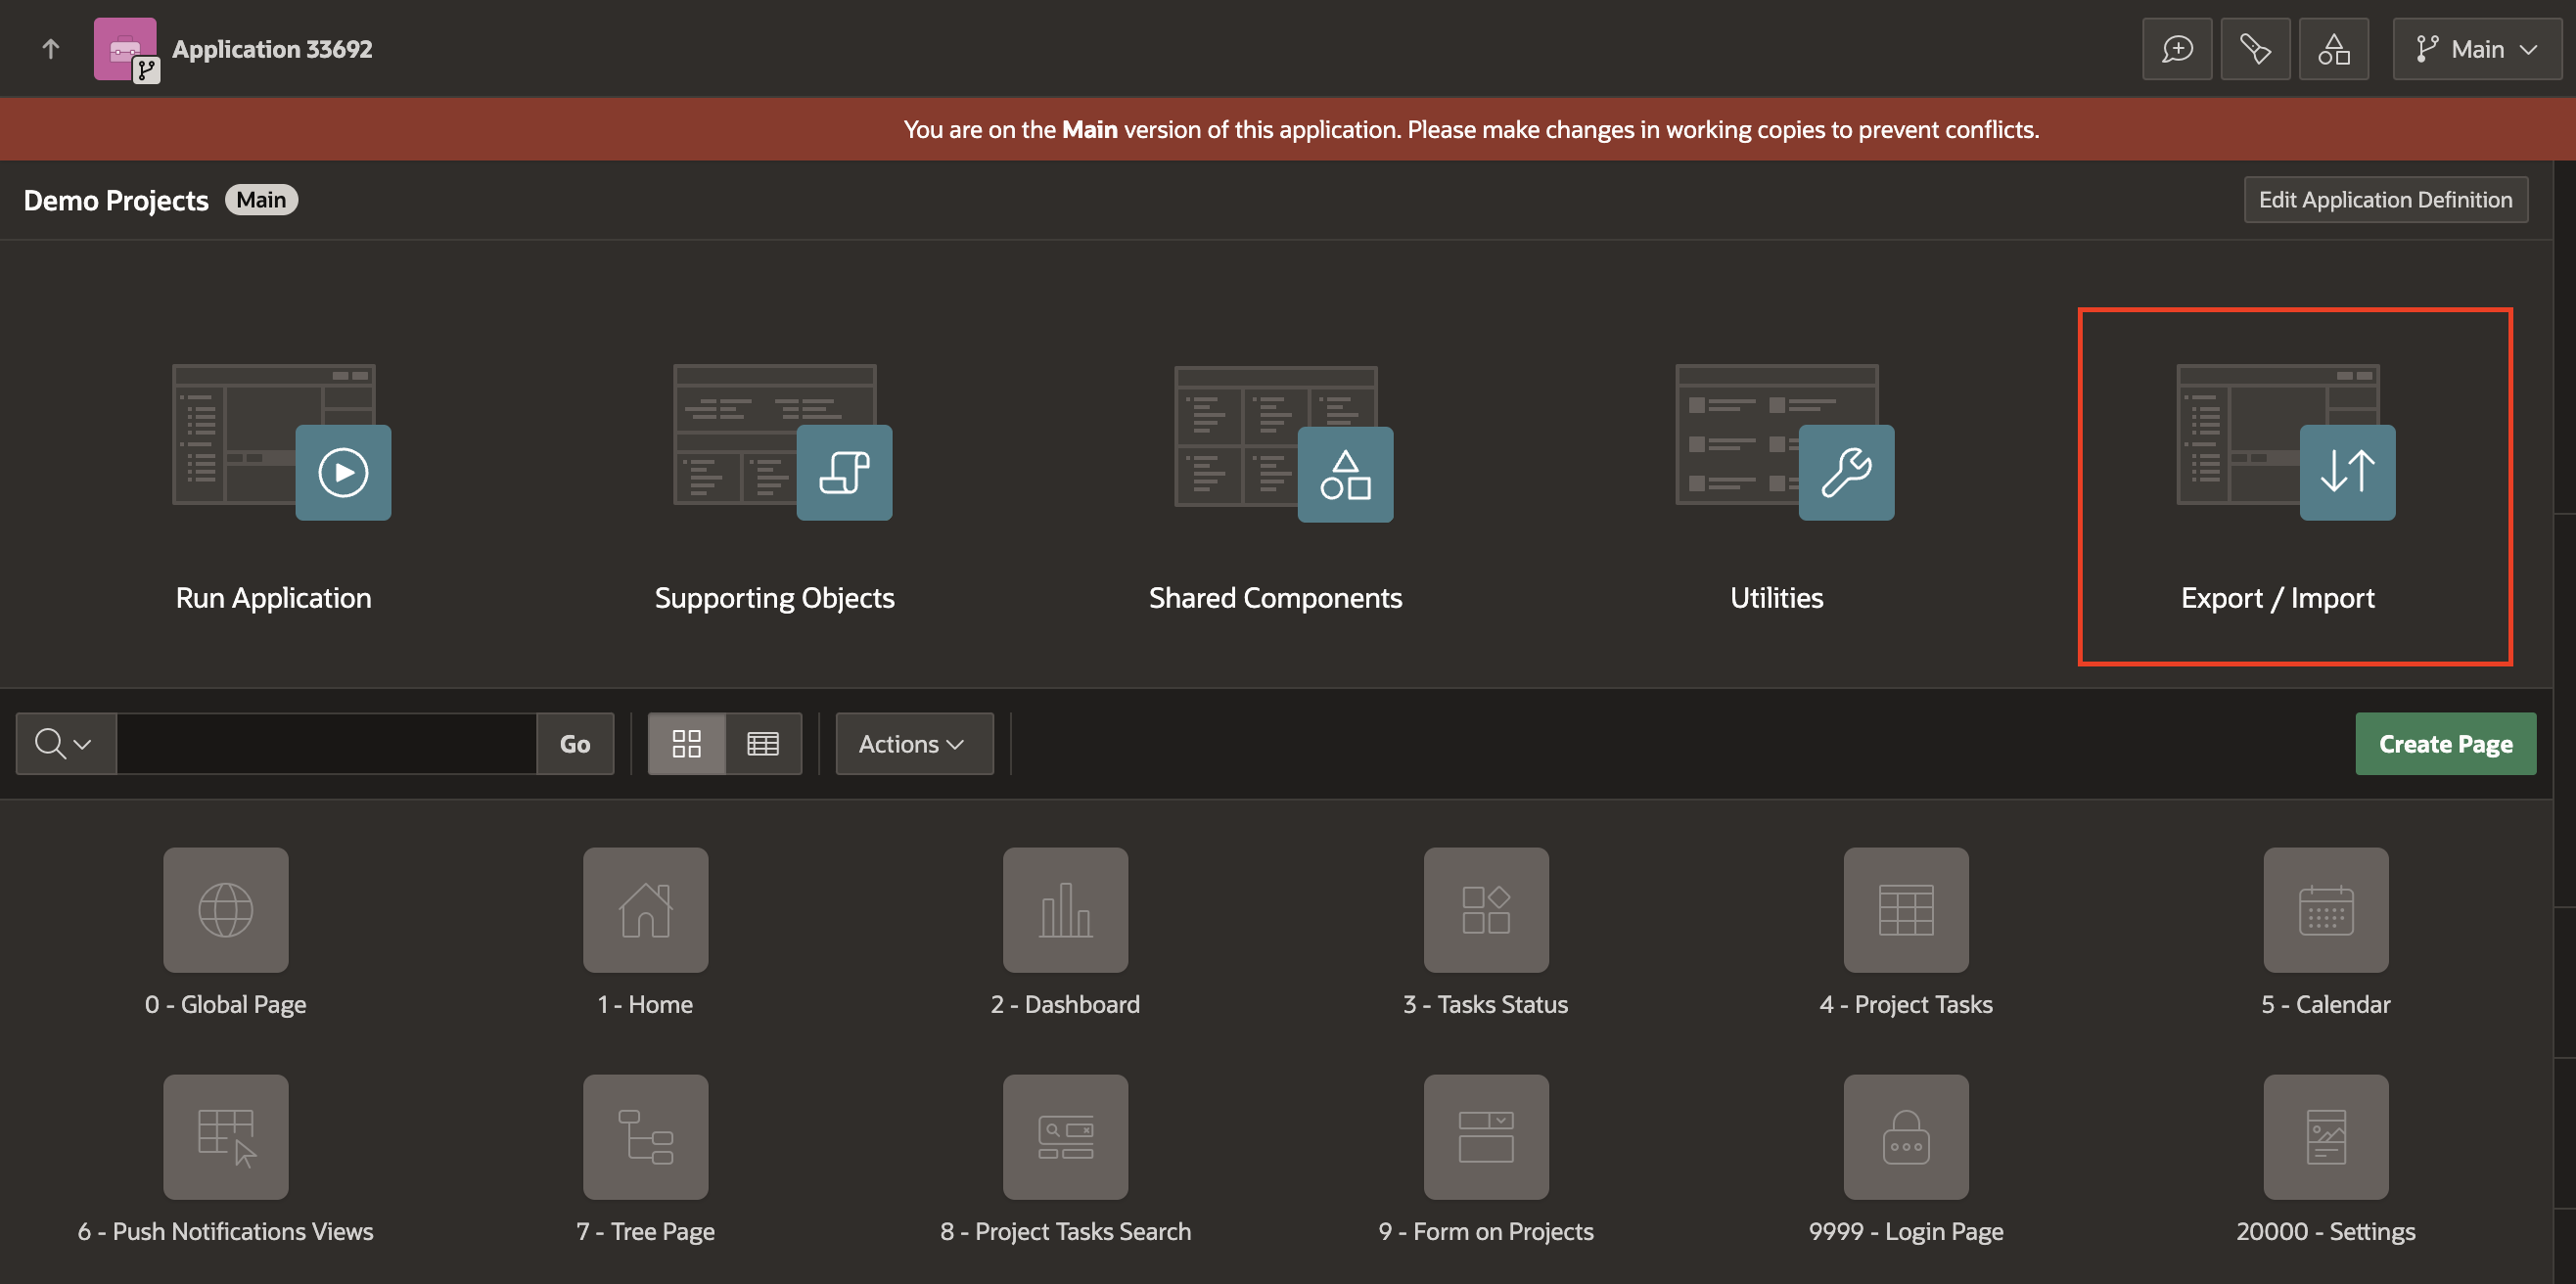 Application 33692
Main
You are on the Main version of this application. Please make changes in working copies to prevent conflicts.
Demo Projects Main
Edit Application Definition
Run Application
Supporting Objects
Shared Components
Utilities
Export / Import
Go
Actions
Create Page
0 - Global Page
1 - Home
2 - Dashboard
3 - Tasks Status
4 - Project Tasks
5 - Calendar
6 - Push Notifications Views
7 - Tree Page
8 - Project Tasks Search
9 - Form on Projects
9999 - Login Page
20000 - Settings